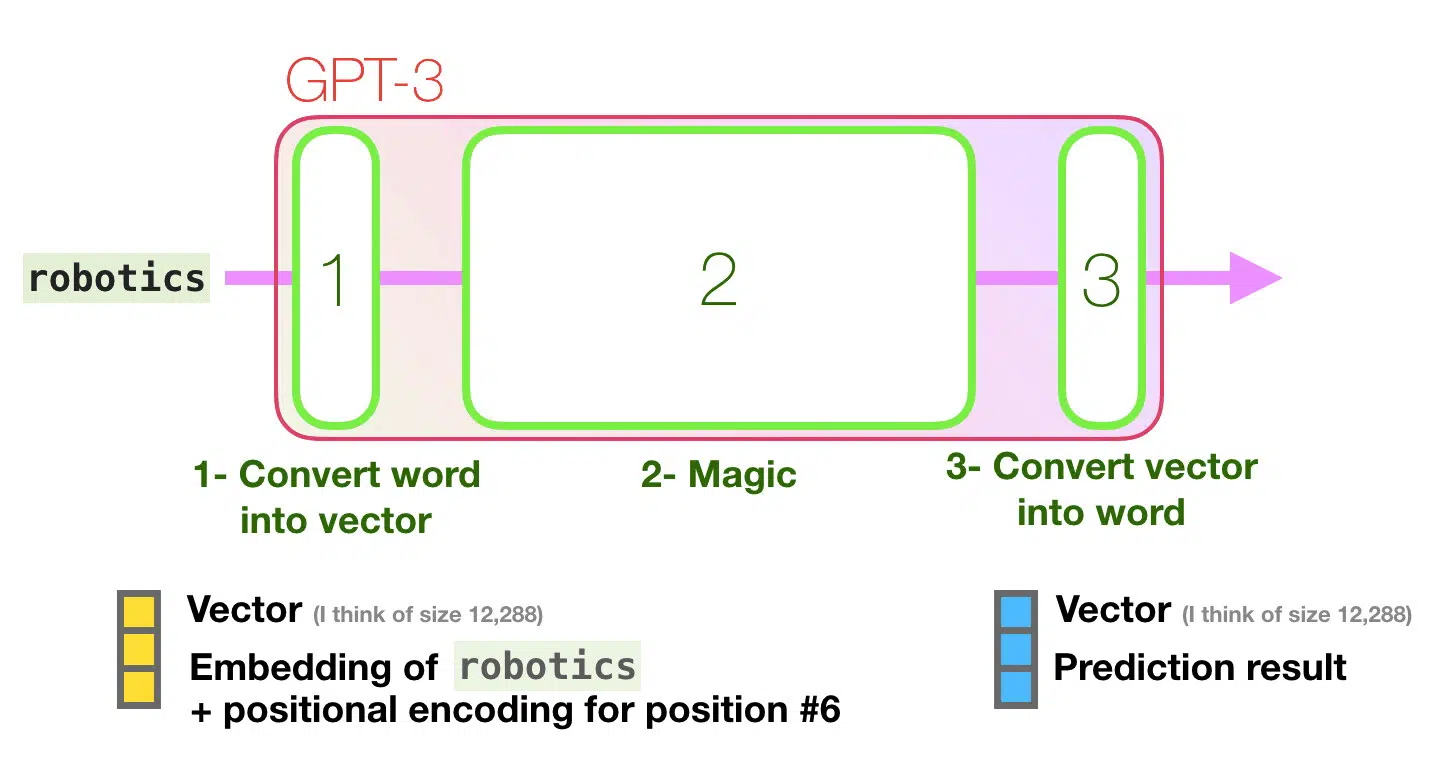 GPT-3
robotics
1
2
3
1- Convert word
into vector
2- Magic
3- Convert vector
into word
Vector (I think of size 12,288)
Embedding of robotics
+ positional encoding for position #6
Vector (I think of size 12,288)
Prediction result